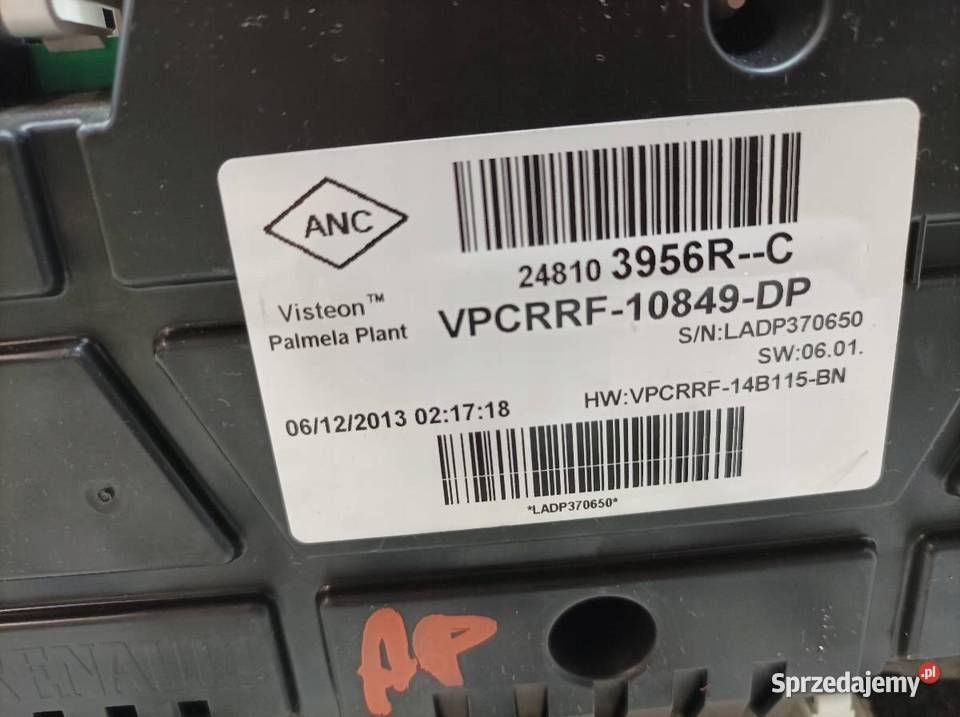 ANC
24810 3956R--C
Visteon™
Palmela Plant
VPCRRF-10849-DP
S/N:LADP370650
SW:06.01.
HW:VPCRRF-14B115-BN
06/12/2013 02:17:18
*LADP370650*
RENAULT
AP
Sprzedajemy.pl